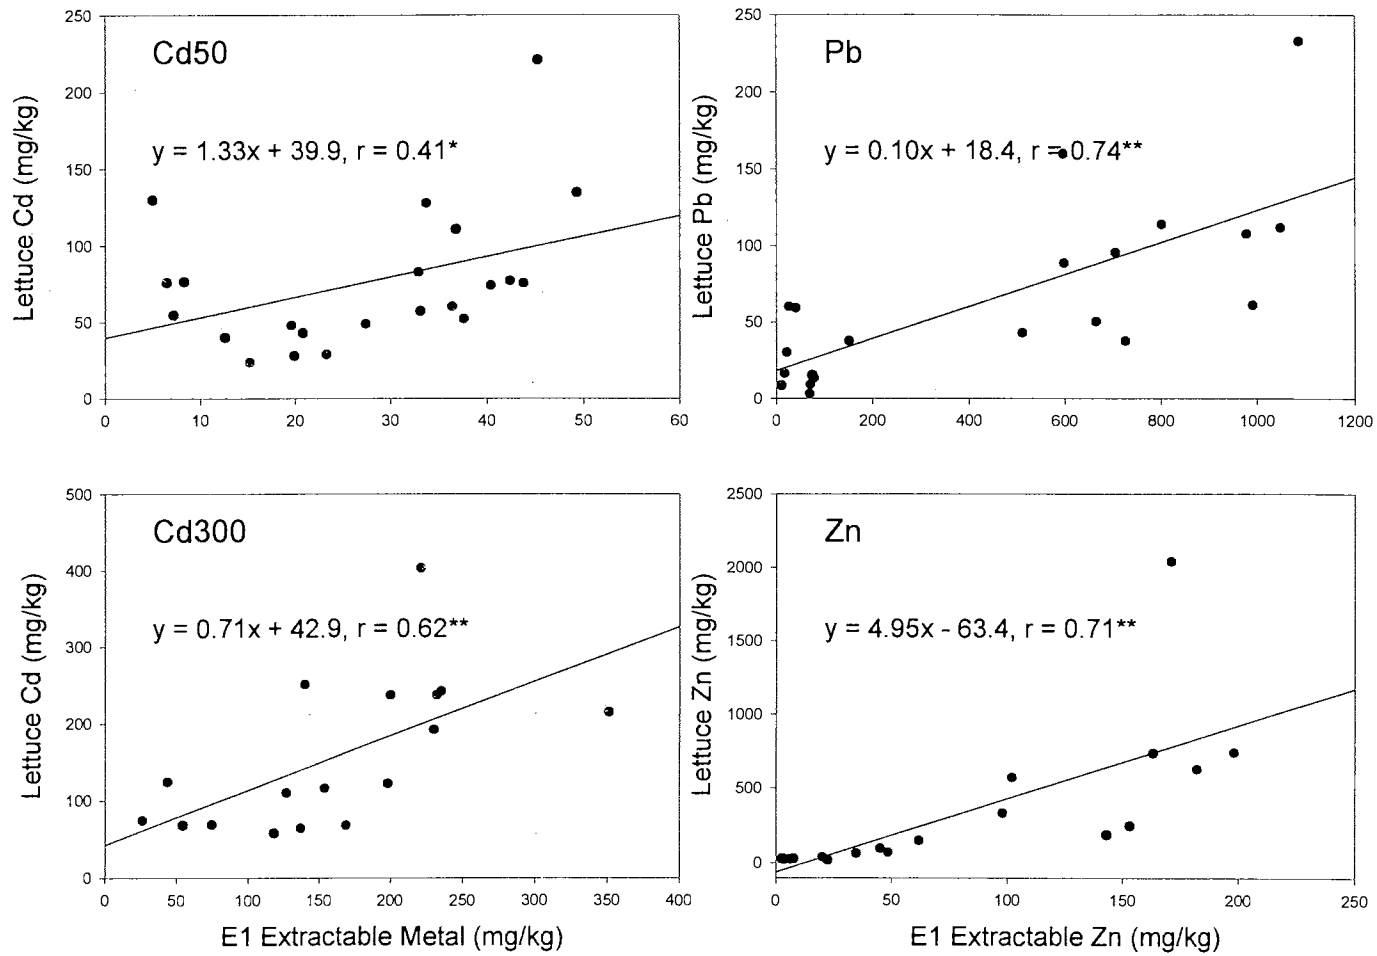 Cd50
y = 1.33x + 39.9, r = 0.41*
Lettuce Cd (mg/kg)
250
200
150
100
50
0
0 10 20 30 40 50 60
Pb
y = 0.10x + 18.4, r = 0.74**
Lettuce Pb (mg/kg)
250
200
150
100
50
0
0 200 400 600 800 1000 1200
Cd300
y = 0.71x + 42.9, r = 0.62**
Lettuce Cd (mg/kg)
500
400
300
200
100
0
0 50 100 150 200 250 300 350 400
E1 Extractable Metal (mg/kg)
Zn
y = 4.95x - 63.4, r = 0.71**
Lettuce Zn (mg/kg)
2500
2000
1500
1000
500
0
0 50 100 150 200 250
E1 Extractable Zn (mg/kg)